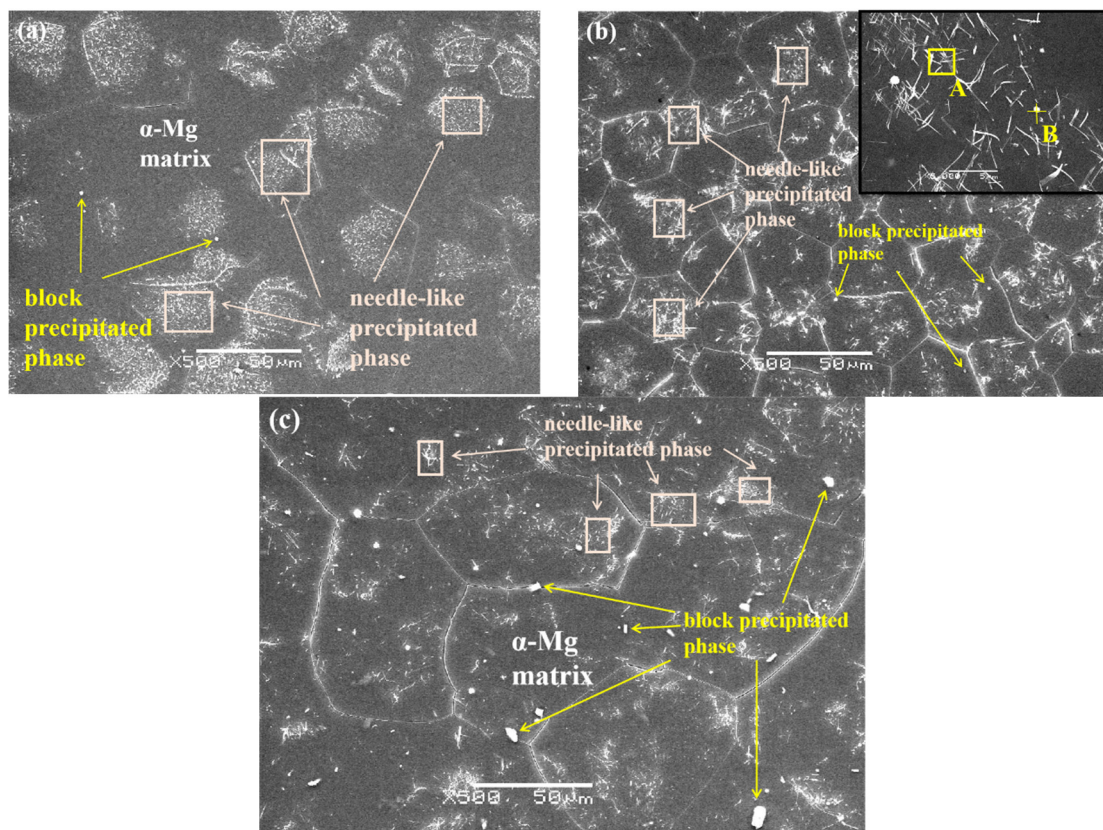 (a)
α-Mg
matrix
block
precipitated
phase
needle-like
precipitated
phase
X500 50μm
(b)
A
B
5μm
needle-like
precipitated
phase
block precipitated
phase
X500 50μm
(c)
needle-like
precipitated phase
block precipitated
phase
α-Mg
matrix
X500 50μm